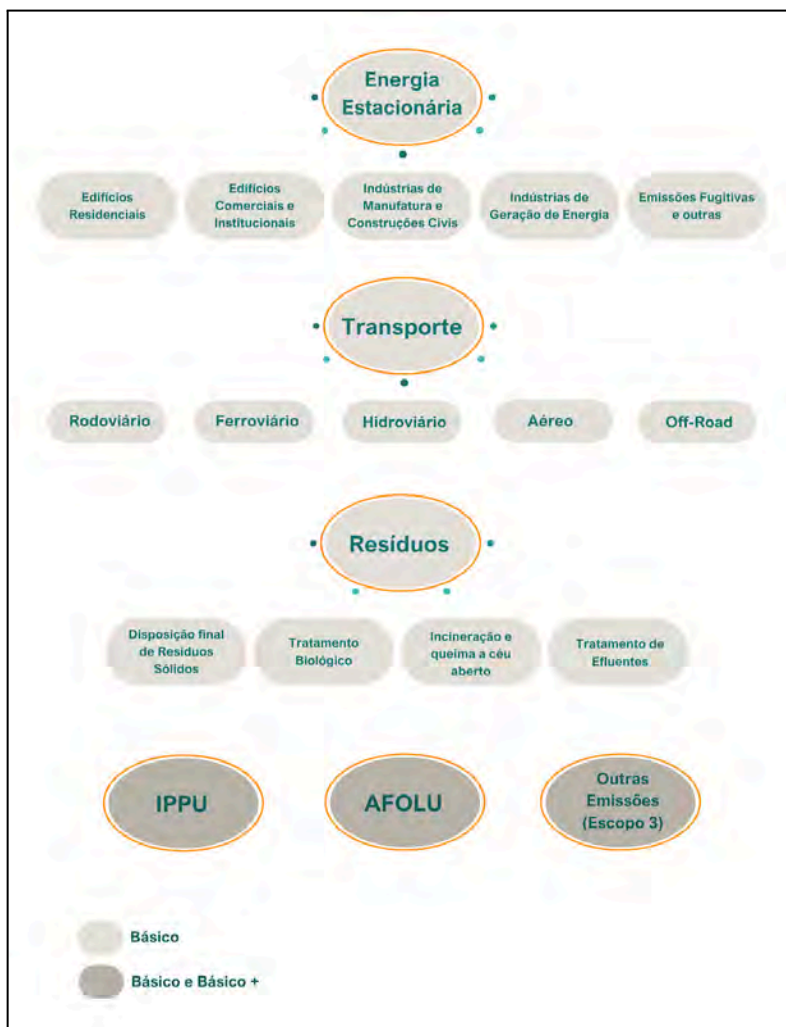 Energia
Estacionária
Edifícios
Residenciais
Edifícios
Comerciais e
Institucionais
Indústrias de
Manufatura e
Construções Civis
Indústrias de
Geração de Energia
Emissões Fugitivas
e outras
Transporte
Rodoviário
Ferroviário
Hidroviário
Aéreo
Off-Road
Resíduos
Disposição final
de Resíduos
Sólidos
Tratamento
Biológico
Incineração e
queima a céu
aberto
Tratamento de
Efluentes
IPPU
AFOLU
Outras
Emissões
(Escopo 3)
Básico
Básico e Básico +